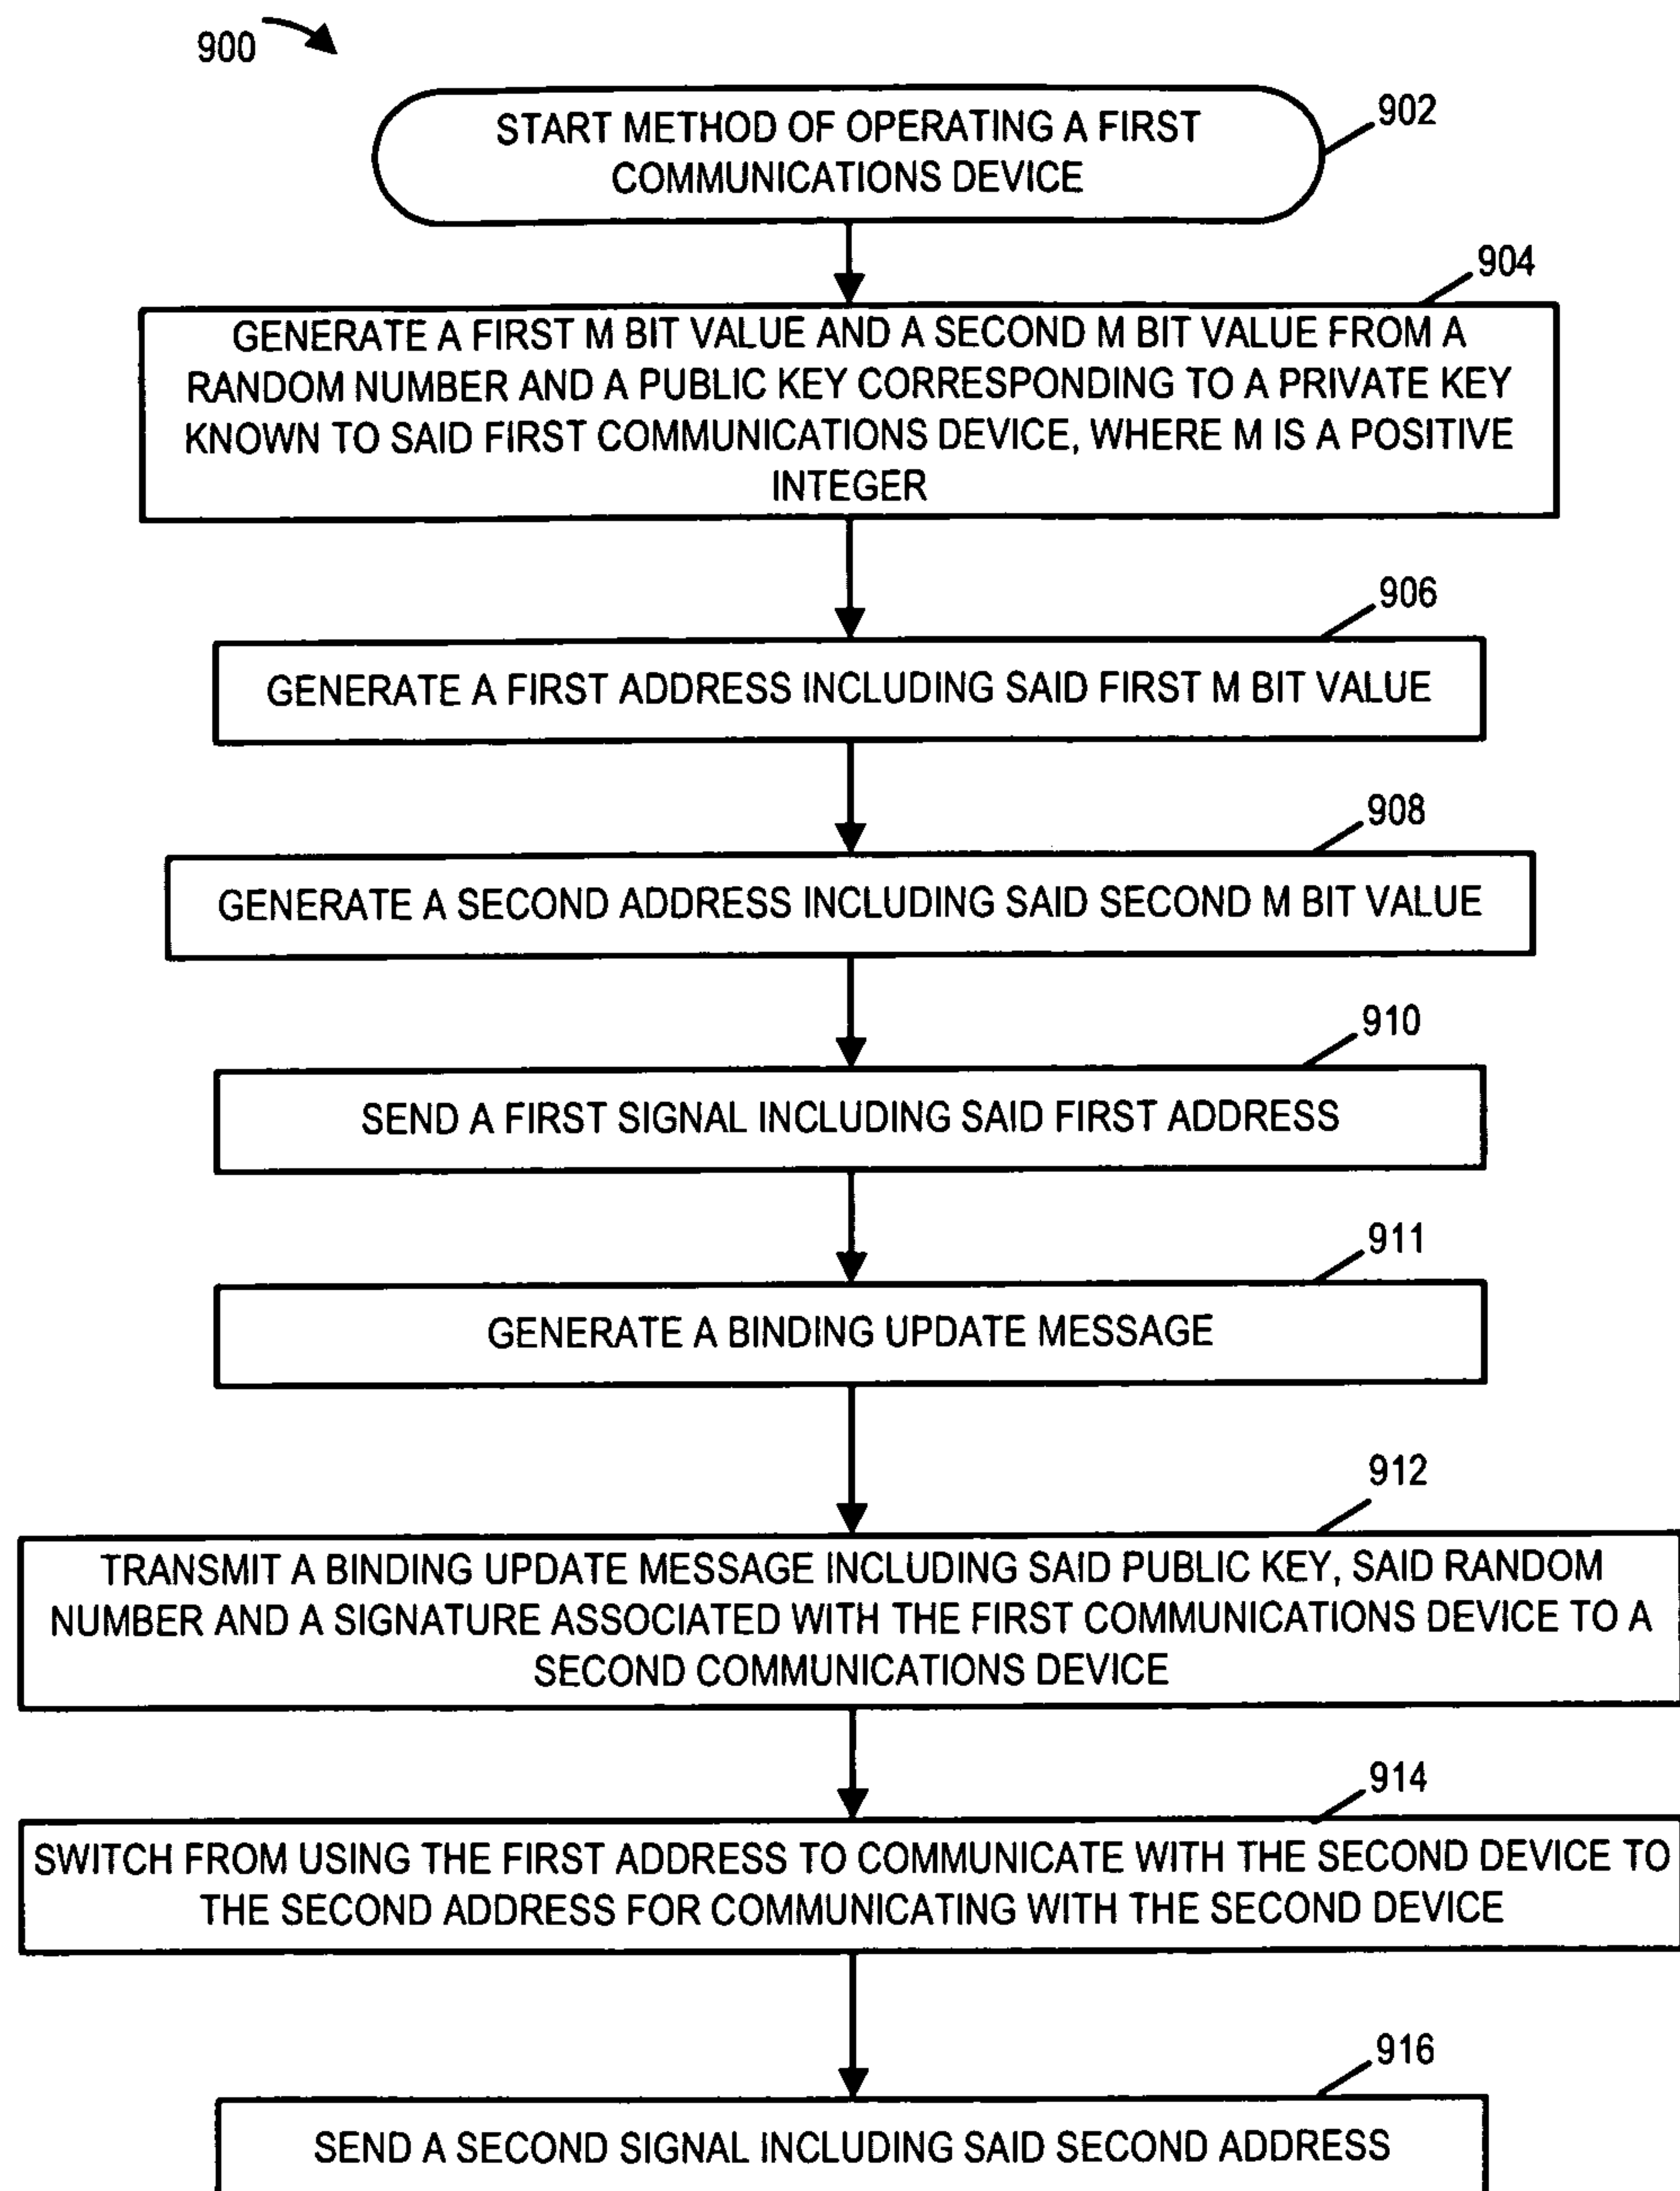 900
START METHOD OF OPERATING A FIRST
COMMUNICATIONS DEVICE
902
904
GENERATE A FIRST M BIT VALUE AND A SECOND M BIT VALUE FROM A
RANDOM NUMBER AND A PUBLIC KEY CORRESPONDING TO A PRIVATE KEY
KNOWN TO SAID FIRST COMMUNICATIONS DEVICE, WHERE M IS A POSITIVE
INTEGER
906
GENERATE A FIRST ADDRESS INCLUDING SAID FIRST M BIT VALUE
908
GENERATE A SECOND ADDRESS INCLUDING SAID SECOND M BIT VALUE
910
SEND A FIRST SIGNAL INCLUDING SAID FIRST ADDRESS
911
GENERATE A BINDING UPDATE MESSAGE
912
TRANSMIT A BINDING UPDATE MESSAGE INCLUDING SAID PUBLIC KEY, SAID RANDOM
NUMBER AND A SIGNATURE ASSOCIATED WITH THE FIRST COMMUNICATIONS DEVICE TO A
SECOND COMMUNICATIONS DEVICE
914
SWITCH FROM USING THE FIRST ADDRESS TO COMMUNICATE WITH THE SECOND DEVICE TO
THE SECOND ADDRESS FOR COMMUNICATING WITH THE SECOND DEVICE
916
SEND A SECOND SIGNAL INCLUDING SAID SECOND ADDRESS